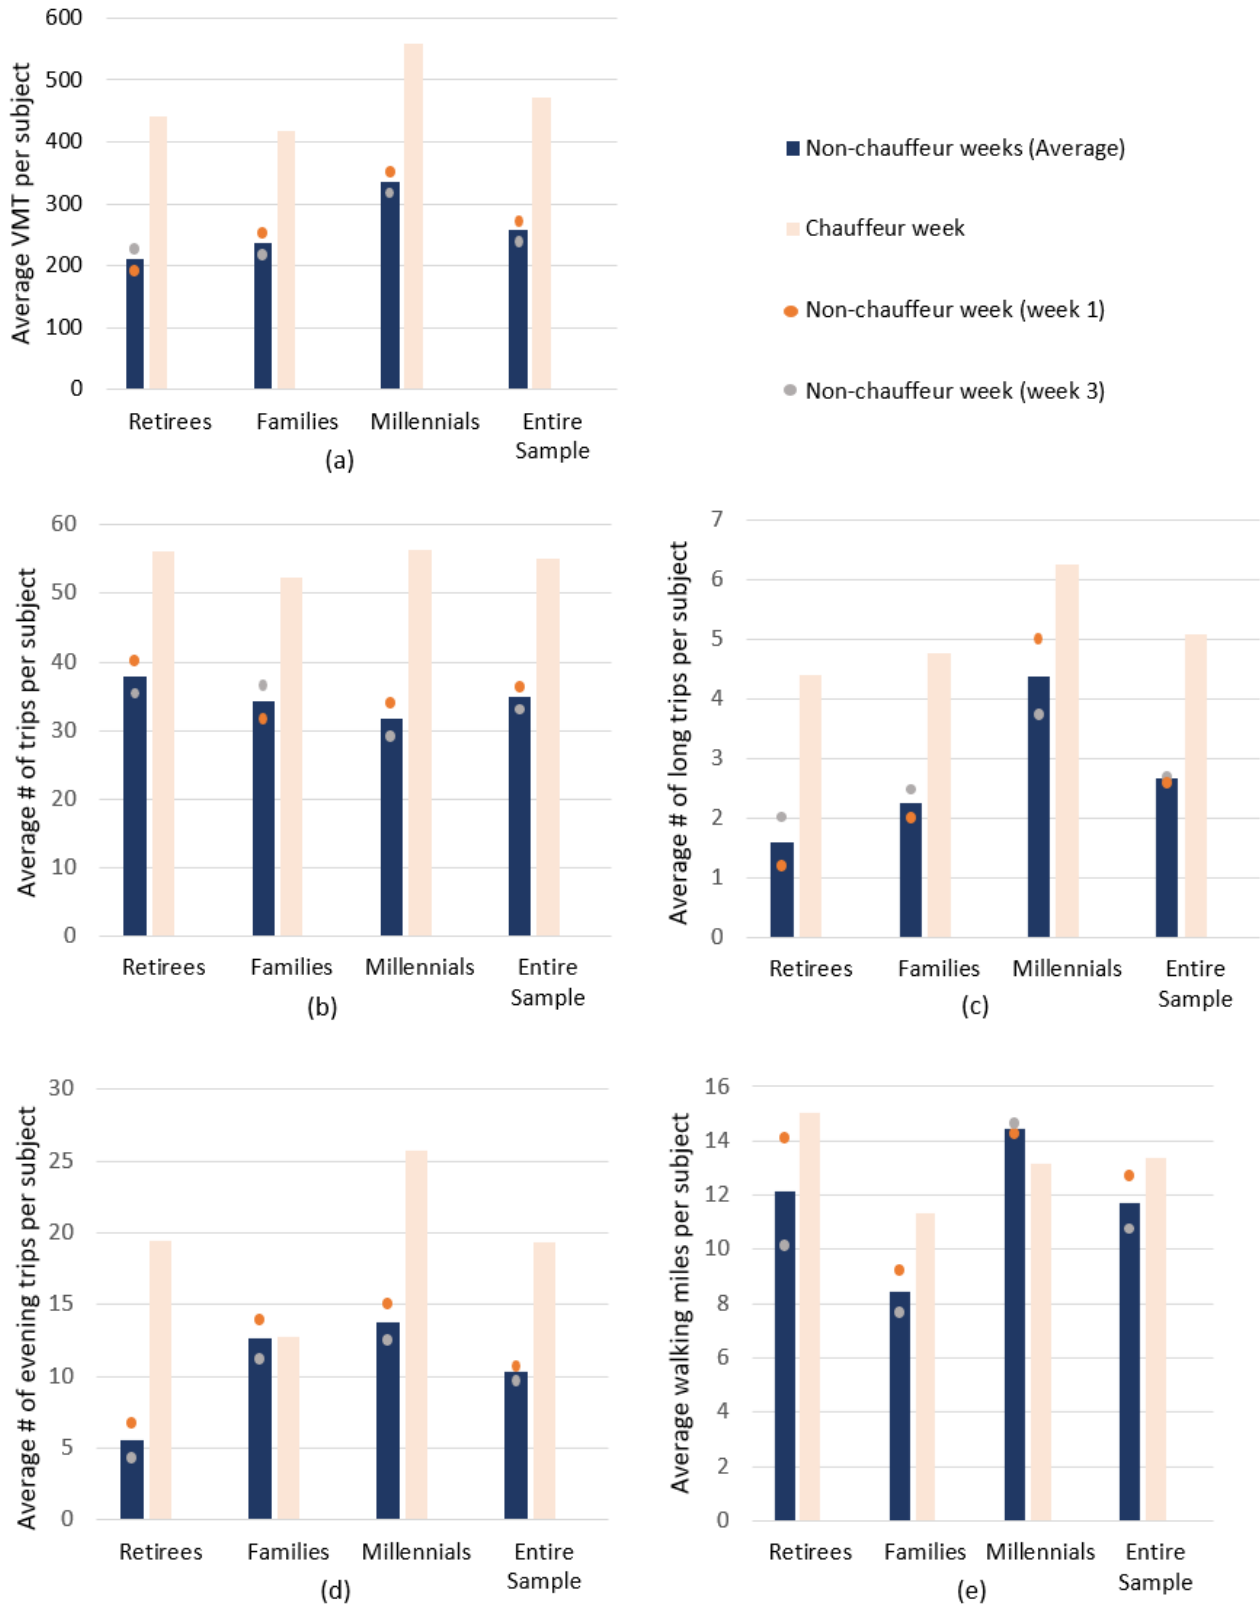 Average VMT per subject
600
500
400
300
200
100
0
Retirees Families Millennials Entire
Sample
(a)
Non-chauffeur weeks (Average)
Chauffeur week
Non-chauffeur week (week 1)
Non-chauffeur week (week 3)
Average # of trips per subject
60
50
40
30
20
10
0
Retirees Families Millennials Entire
Sample
(b)
Average # of long trips per subject
7
6
5
4
3
2
1
0
Retirees Families Millennials Entire
Sample
(c)
Average # of evening trips per subject
30
25
20
15
10
5
0
Retirees Families Millennials Entire
Sample
(d)
Average walking miles per subject
16
14
12
10
8
6
4
2
0
Retirees Families Millennials Entire
Sample
(e)